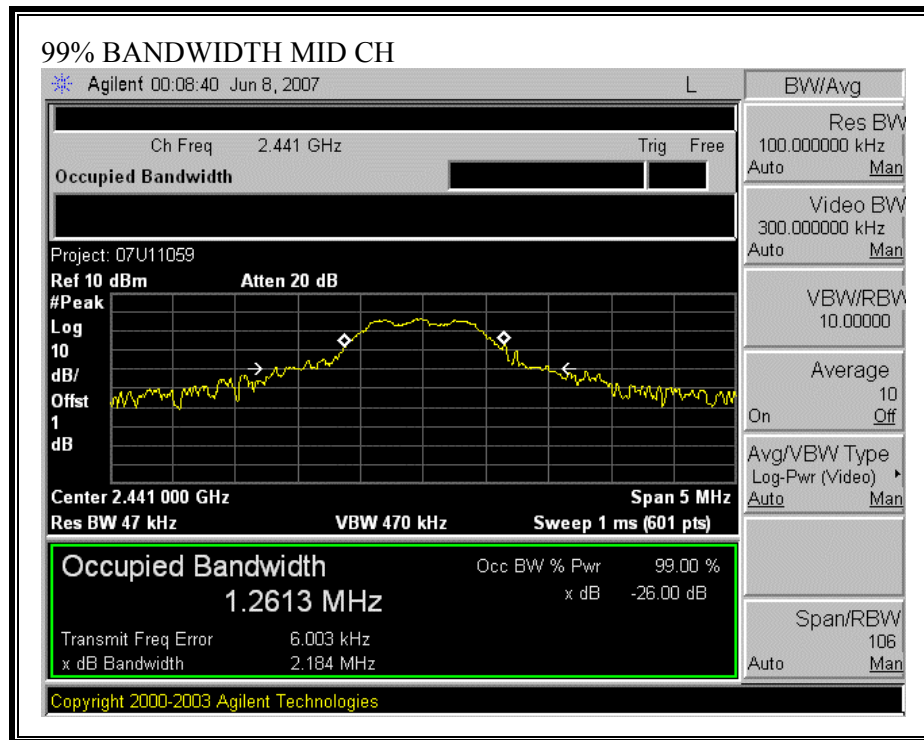 99% BANDWIDTH MID CH
Agilent 00:08:40 Jun 8, 2007 L
BW/Avg
Ch Freq 2.441 GHz Trig Free
Occupied Bandwidth
Res BW
100.000000 kHz
Auto Man
Video BW
300.000000 kHz
Auto Man
Project: 07U11059
Ref 10 dBm Atten 20 dB
#Peak
Log
10
dB/
Offst
1
dB
VBW/RBW
10.00000
Average
10
On Off
Avg/VBW Type
Log-Pwr (Video)
Auto Man
Center 2.441 000 GHz Span 5 MHz
Res BW 47 kHz VBW 470 kHz Sweep 1 ms (601 pts)
Occupied Bandwidth
1.2613 MHz
Occ BW % Pwr 99.00 %
x dB -26.00 dB
Transmit Freq Error 6.003 kHz
x dB Bandwidth 2.184 MHz
Span/RBW
106
Auto Man
Copyright 2000-2003 Agilent Technologies